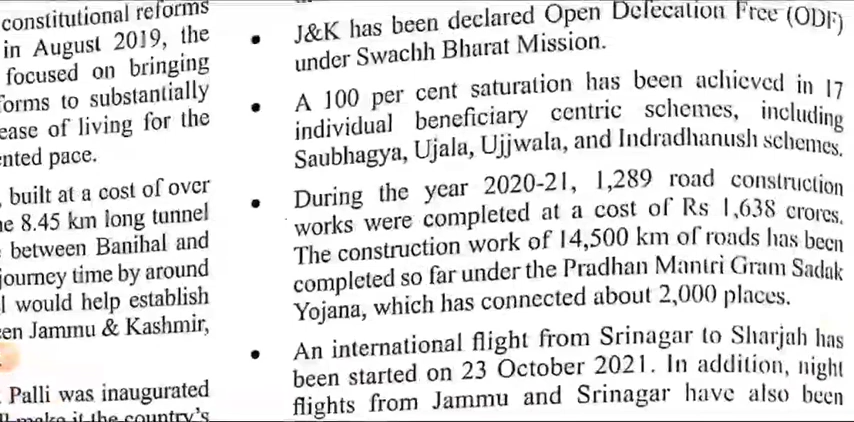 constitutional reforms
in August 2019, the
focused on bringing
forms to substantially
ease of living for the
nted pace.
built at a cost of over
8.45 km long tunnel
between Banihal and
journey time by around
would help establish
en Jammu & Kashmir,
Palli was inaugurated
make it the country's
• J&K has been declared Open Defecation Free (ODF)
under Swachh Bharat Mission.
• A 100 per cent saturation has been achieved in 17
individual beneficiary centric schemes, including
Saubhagya, Ujala, Ujjwala, and Indradhanush schemes.
• During the year 2020-21, 1,289 road construction
works were completed at a cost of Rs 1,638 crores.
The construction work of 14,500 km of roads has been
completed so far under the Pradhan Mantri Gram Sadak
Yojana, which has connected about 2,000 places.
• An international flight from Srinagar to Sharjah has
been started on 23 October 2021. In addition, night
flights from Jammu and Srinagar have also been